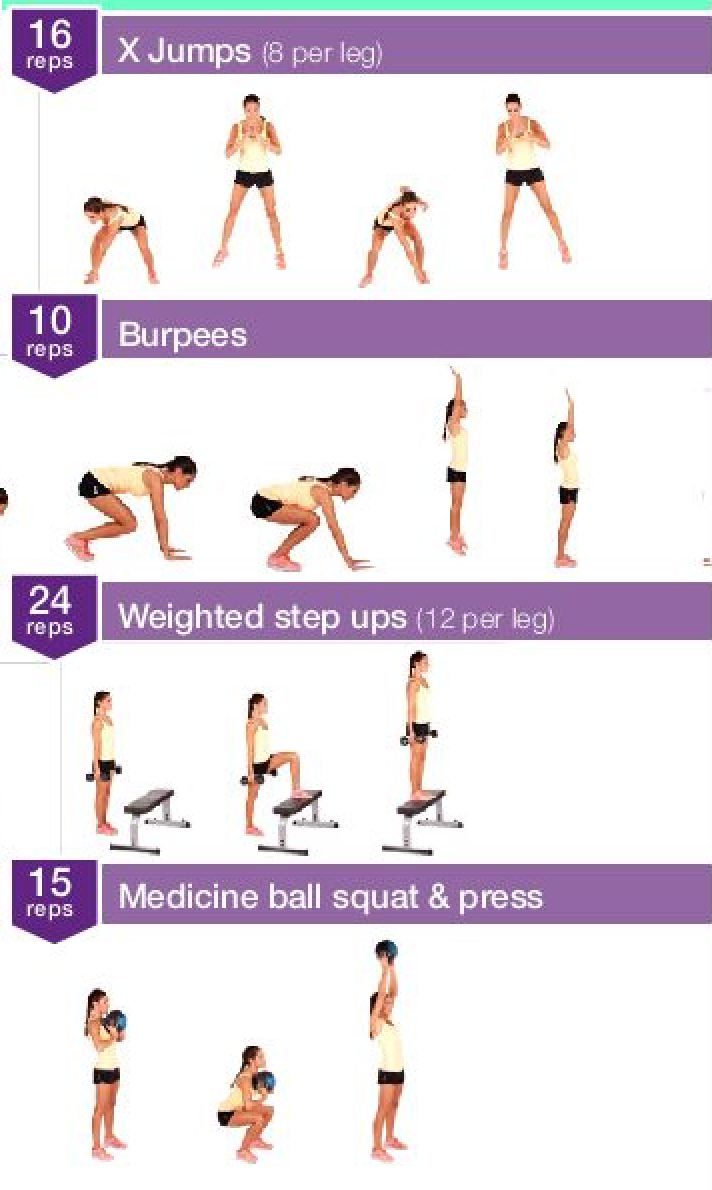 16
reps
X Jumps (8 per leg)
10
reps
Burpees
24
reps
Weighted step ups (12 per leg)
15
reps
Medicine ball squat & press